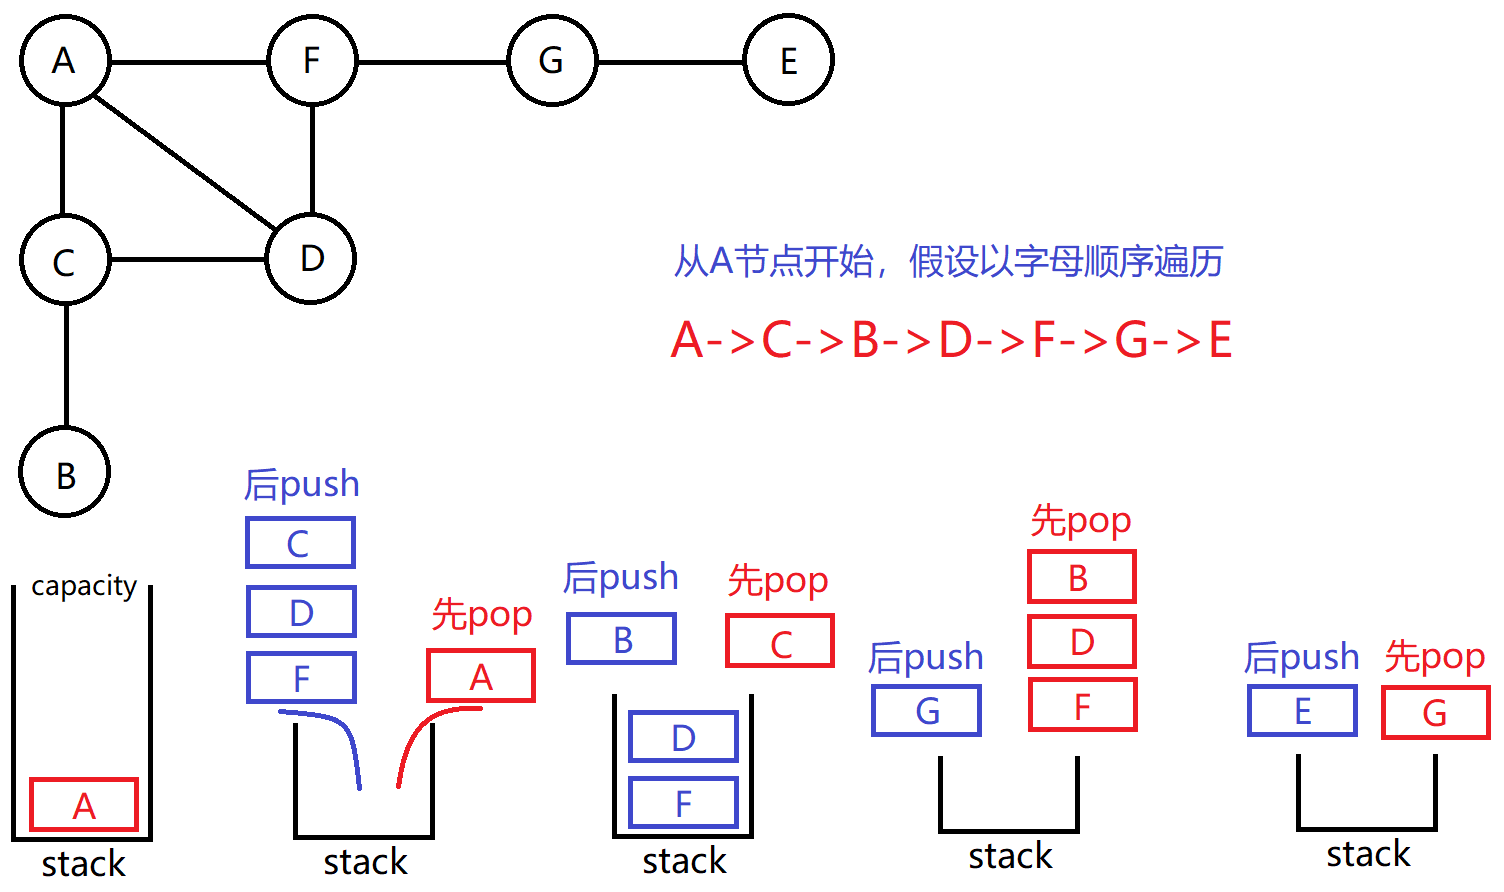 A
F
G
E
C
D
B
从A节点开始，假设以字母顺序遍历
A->C->B->D->F->G->E
capacity
A
stack
后push
C
D
F
先pop
A
stack
后push
B
先pop
C
D
F
stack
后push
G
先pop
B
D
F
stack
后push
E
先pop
G
stack